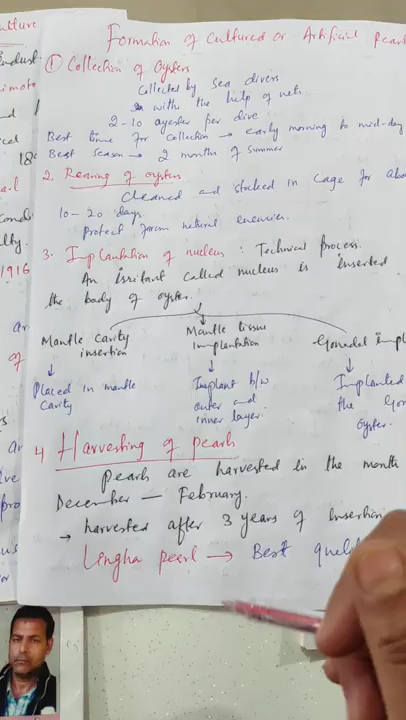 Formation of Cultured or Artificial pearl
① Collection of Oysters
Collected by Sea divers
with the help of nets.
2-10 oyester per dive
Best time for collection → early morning to mid-day
Best season → 2 months of Summer
2. Rearing of oysters
Cleaned and stocked in cage for
10-20 days.
Protect from natural enemies.
3. Implantation of nucleus : Technical Process.
An irritant called nucleus is inserted
the body of oyster.
Mantle cavity insertion
Mantle tissue Implantation
Gonadal
Placed in mantle cavity
Implant b/w outer and inner layer.
Implanted the oyster.
4 Harvesting of pearls
Pearls are harvested in the month
December — February.
→ harvested after 3 years of insertion
Lingha pearl → Best
1916